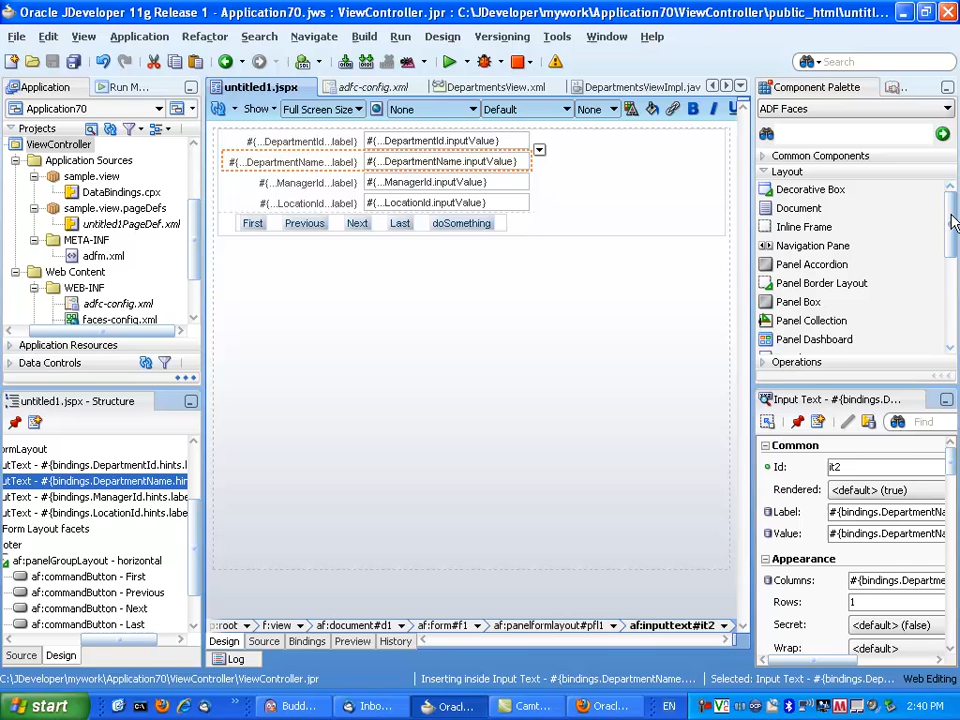 Oracle JDeveloper 11g Release 1 - Application70.jws : ViewController.jpr : C:\JDeveloper\mywork\Application70\ViewController\public_html\untitl...
File Edit View Application Refactor Search Navigate Build Run Design Versioning Tools Window Help
Search
Application Run M...
Application70
Projects
ViewController
Application Sources
sample.view
DataBindings.cpx
sample.view.pageDefs
untitled1PageDef.xml
META-INF
adfm.xml
Web Content
WEB-INF
adfc-config.xml
faces-config.xml
Application Resources
Data Controls
untitled1.jspx - Structure
ormLayout
utText - #{bindings.DepartmentId.hints.l
utText - #{bindings.DepartmentName.hin
utText - #{bindings.ManagerId.hints.labe
utText - #{bindings.LocationId.hints.labe
Form Layout facets
oter
af:panelGroupLayout - horizontal
af:commandButton - First
af:commandButton - Previous
af:commandButton - Next
af:commandButton - Last
Source Design
untitled1.jspx adfc-config.xml DepartmentsView.xml DepartmentsViewImpl.jav
Show Full Screen Size None Default None B I U
#{...DepartmentId...label} #{...DepartmentId.inputValue}
#{...DepartmentName...label} #{...DepartmentName.inputValue}
#{...ManagerId...label} #{...ManagerId.inputValue}
#{...LocationId...label} #{...LocationId.inputValue}
First Previous Next Last doSomething
p:root f:view af:document#d1 af:form#f1 af:panelformlayout#pfl1 af:inputtext#it2
Design Source Bindings Preview History
Log
Component Palette
ADF Faces
Common Components
Layout
Decorative Box
Document
Inline Frame
Navigation Pane
Panel Accordion
Panel Border Layout
Panel Box
Panel Collection
Panel Dashboard
Operations
Input Text - #{bindings.D...
Find
Common
Id: it2
Rendered: <default> (true)
Label: #{bindings.DepartmentNa
Value: #{bindings.DepartmentNa
Appearance
Columns: #{bindings.Departme
Rows: 1
Secret: <default> (false)
Wrap: <default>
C:\JDeveloper\mywork\Application70\ViewController\ViewController.jpr Inserting inside Input Text - #{bindings.DepartmentName.... Selected: Input Text - #{bindings.Dep... Web Editing
start Budd... Inbo... Oracl... Camt... Oracl... EN 2:40 PM